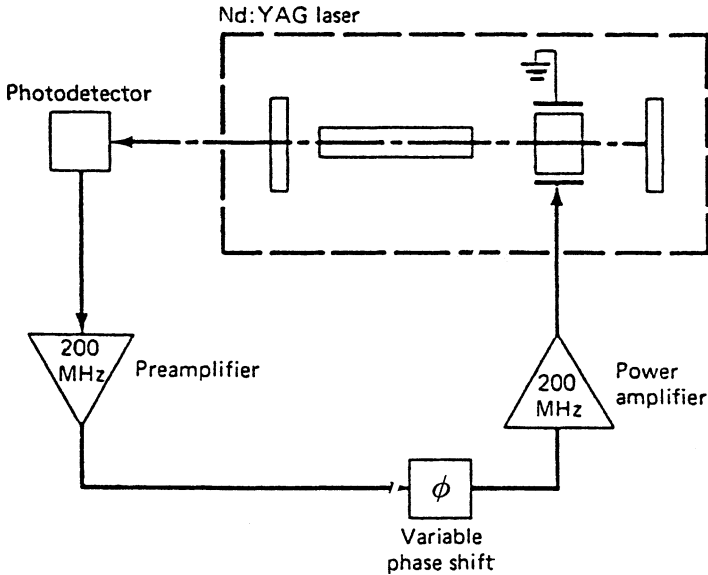 Nd:YAG laser
Photodetector
200
MHz
Preamplifier
200
MHz
Power
amplifier
ϕ
Variable
phase shift